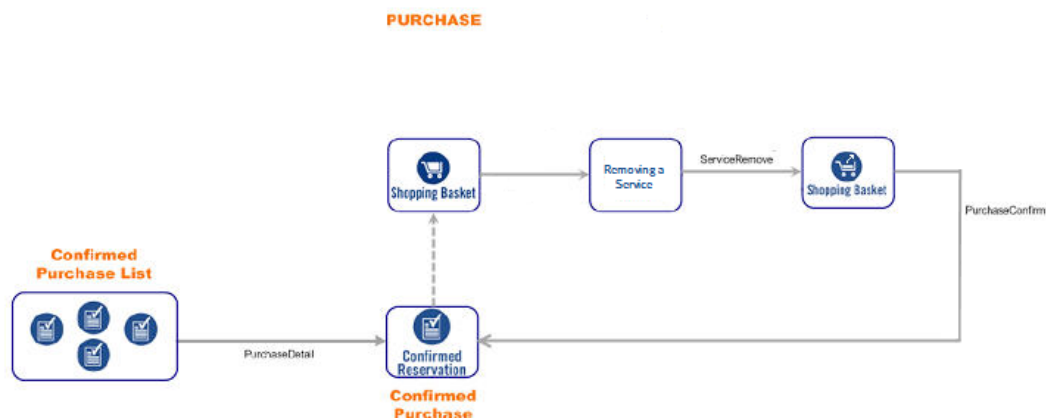 PURCHASE
Shopping Basket
Removing a
Service
ServiceRemove
Shopping Basket
PurchaseConfirm
Confirmed
Purchase List
PurchaseDetail
Confirmed
Reservation
Confirmed
Purchase